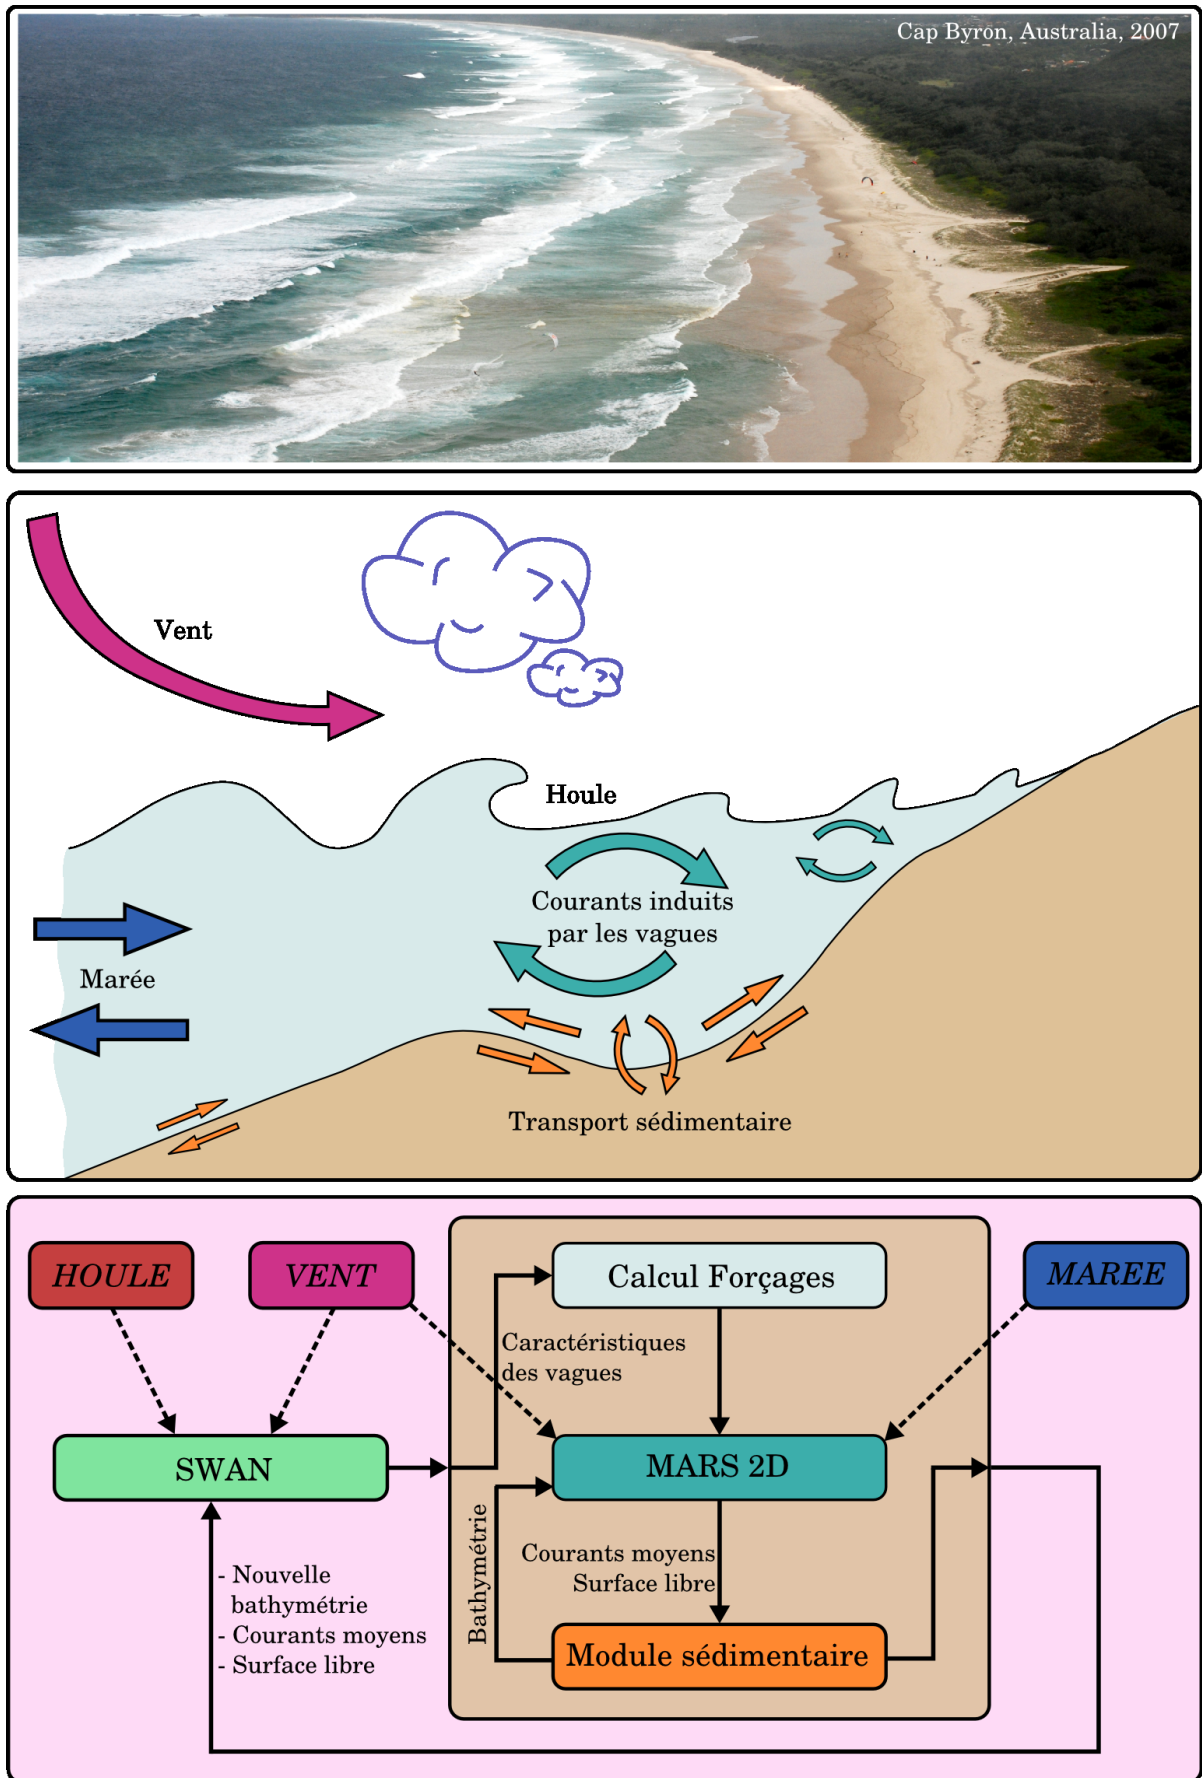 Cap Byron, Australia, 2007
Vent
Houle
Courants induits
par les vagues
Marée
Transport sédimentaire
HOULE
VENT
Calcul Forçages
MAREE
Caractéristiques
des vagues
SWAN
MARS 2D
Bathymétrie
Courants moyens
Surface libre
- Nouvelle
bathymétrie
- Courants moyens
- Surface libre
Module sédimentaire